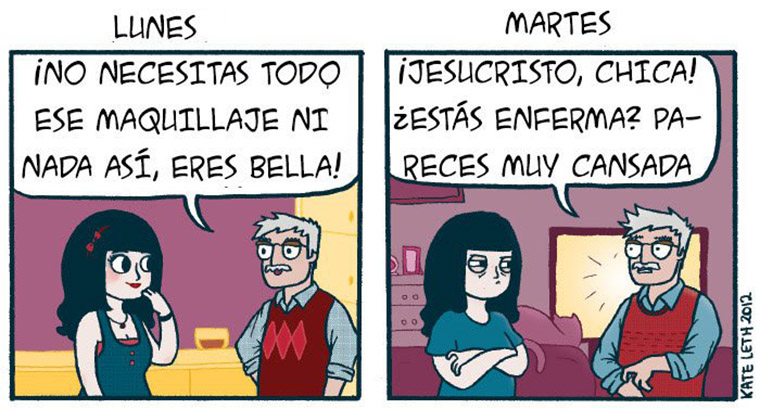 LUNES
¡NO NECESITAS TODO
ESE MAQUILLAJE NI
NADA ASÍ, ERES BELLA!
MARTES
¡JESUCRISTO, CHICA!
¿ESTÁS ENFERMA? PA-
RECES MUY CANSADA
KATE LETH 2012